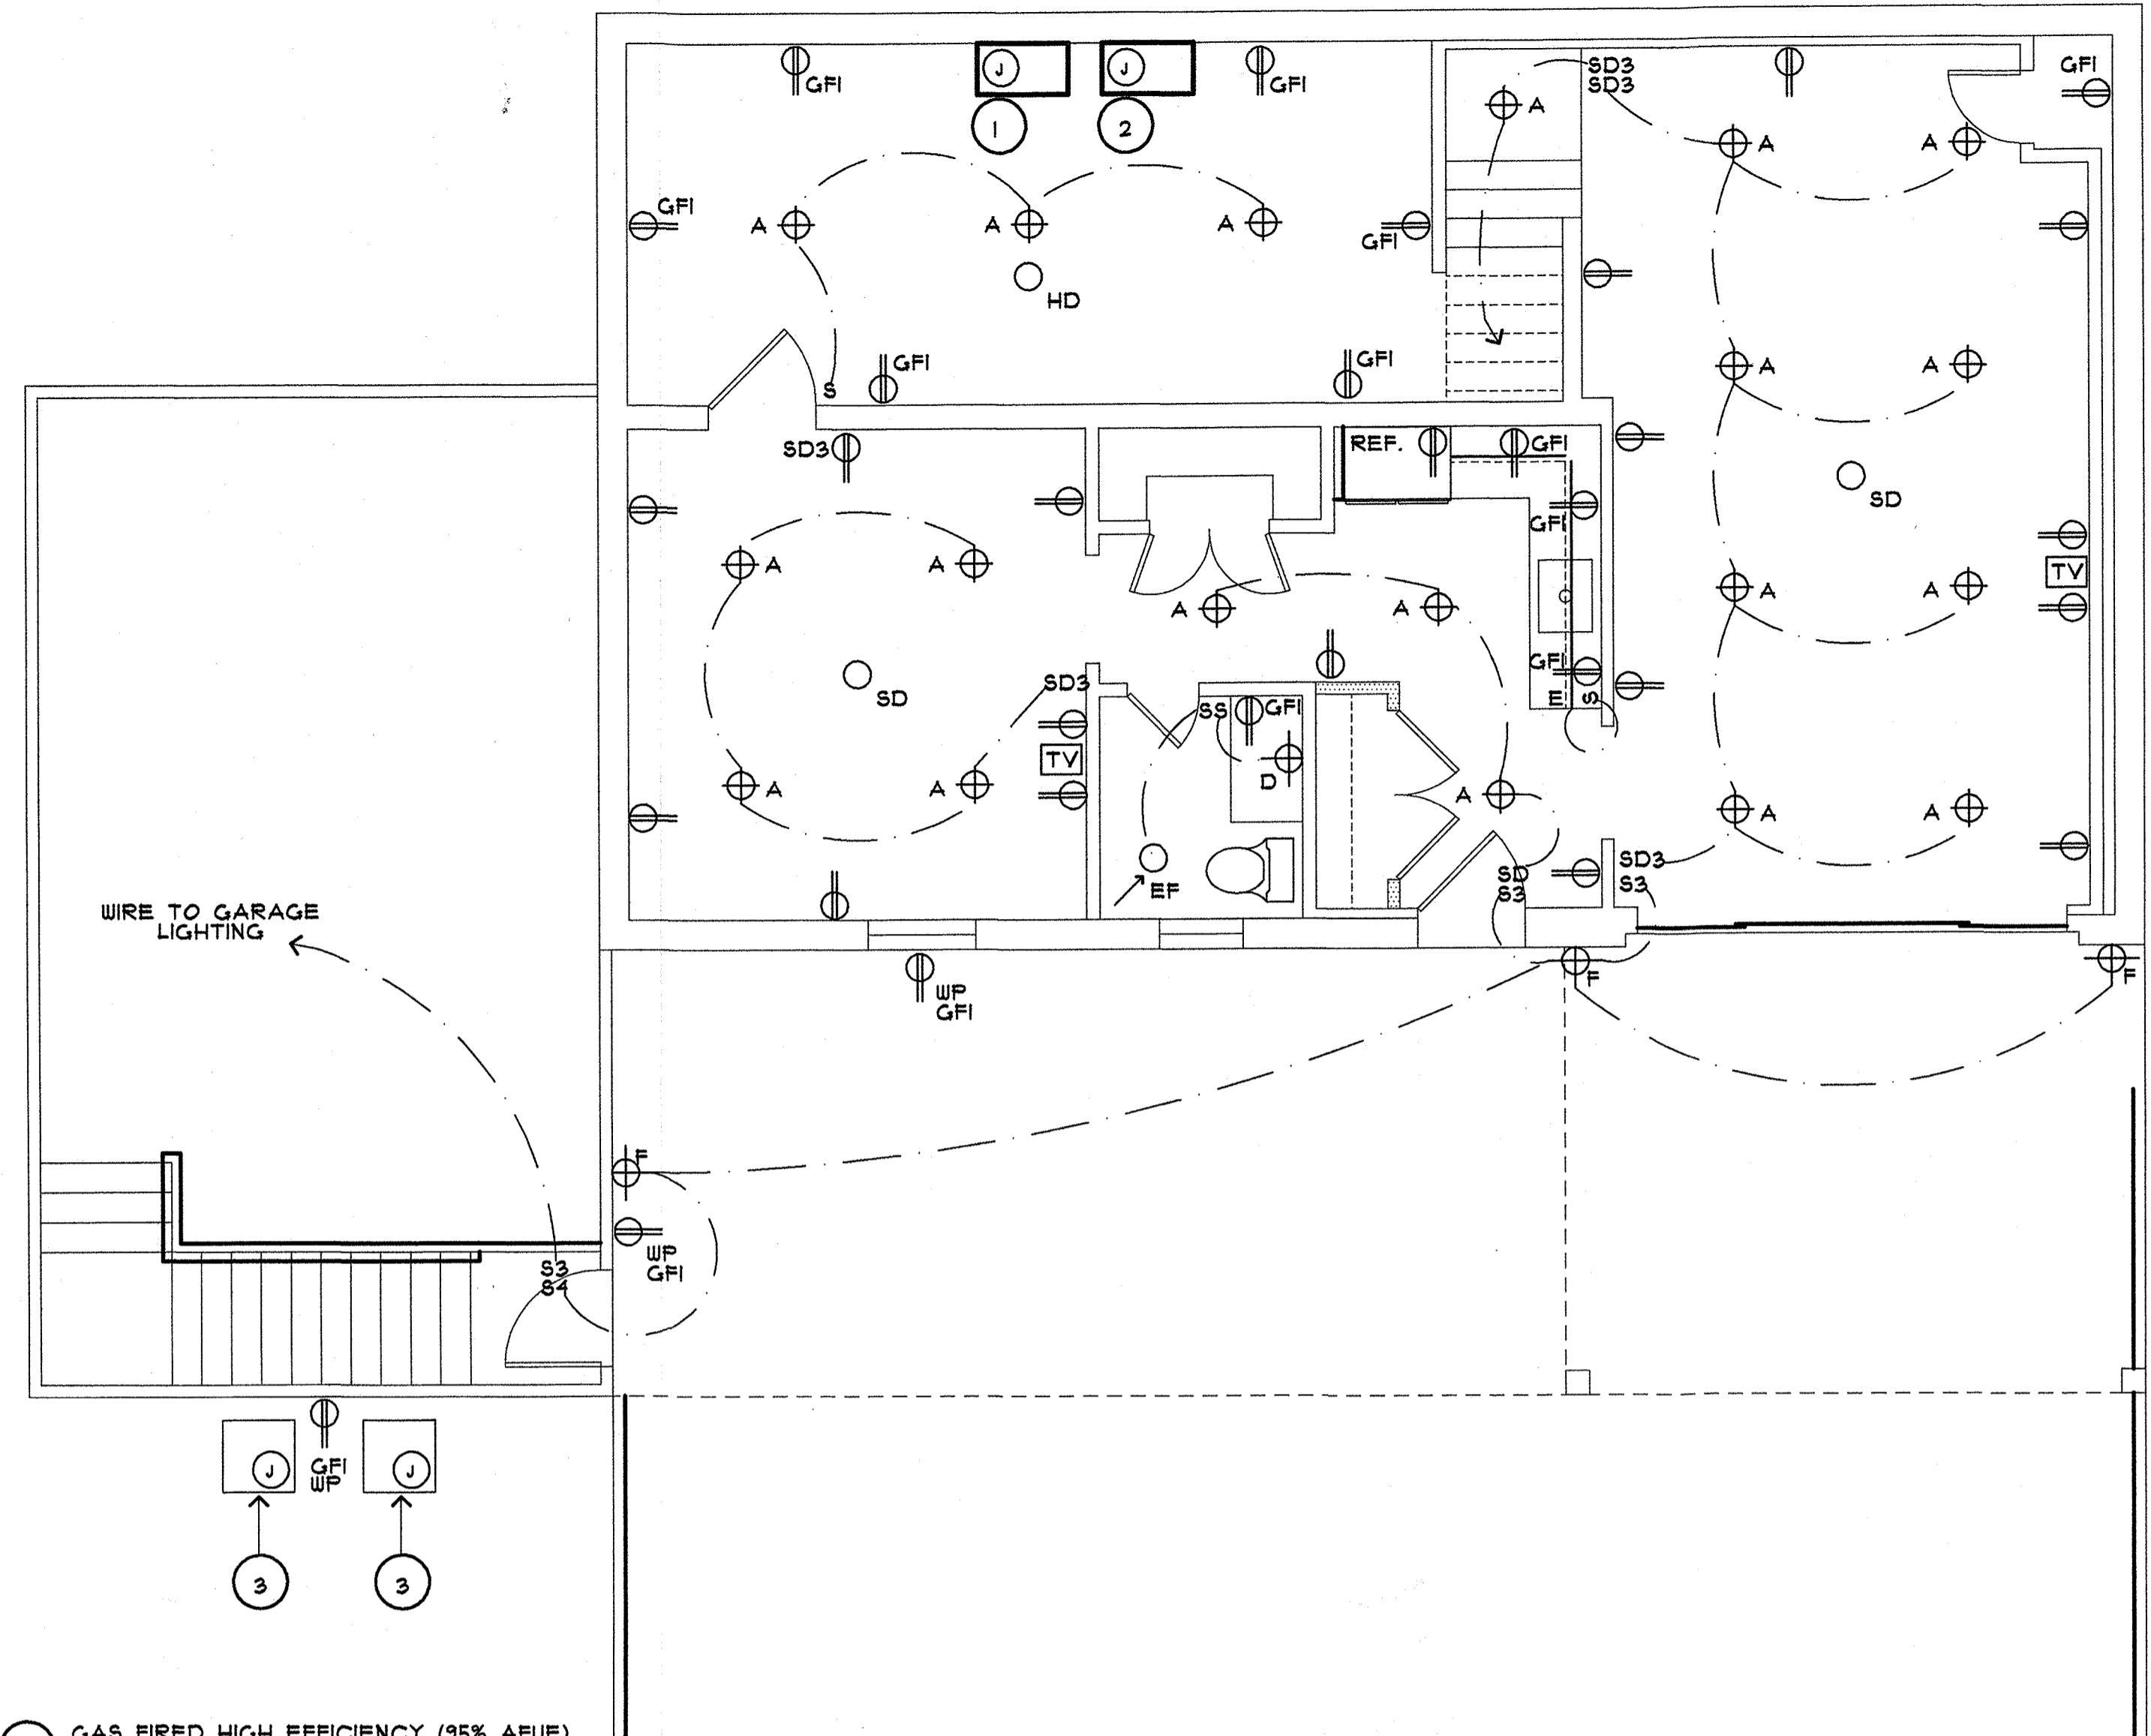 GFI
J
J
GFI
1
2
SD3
SD3
A
GFI
A
A
GFI
A
A
A
GFI
HD
S
GFI
GFI
A
A
SD3
REF.
GFI
GFI
SD
A
A
A
A
A
A
TV
SD
SD3
GFI
E
S
SS
GFI
TV
D
A
A
A
A
A
EF
SD
S3
SD3
S3
WIRE TO GARAGE
LIGHTING
WP
GFI
F
F
F
WP
GFI
S3
S4
J
GFI
WP
J
3
3
GAS FIRED HIGH EFFICIENCY (95% AFUE)